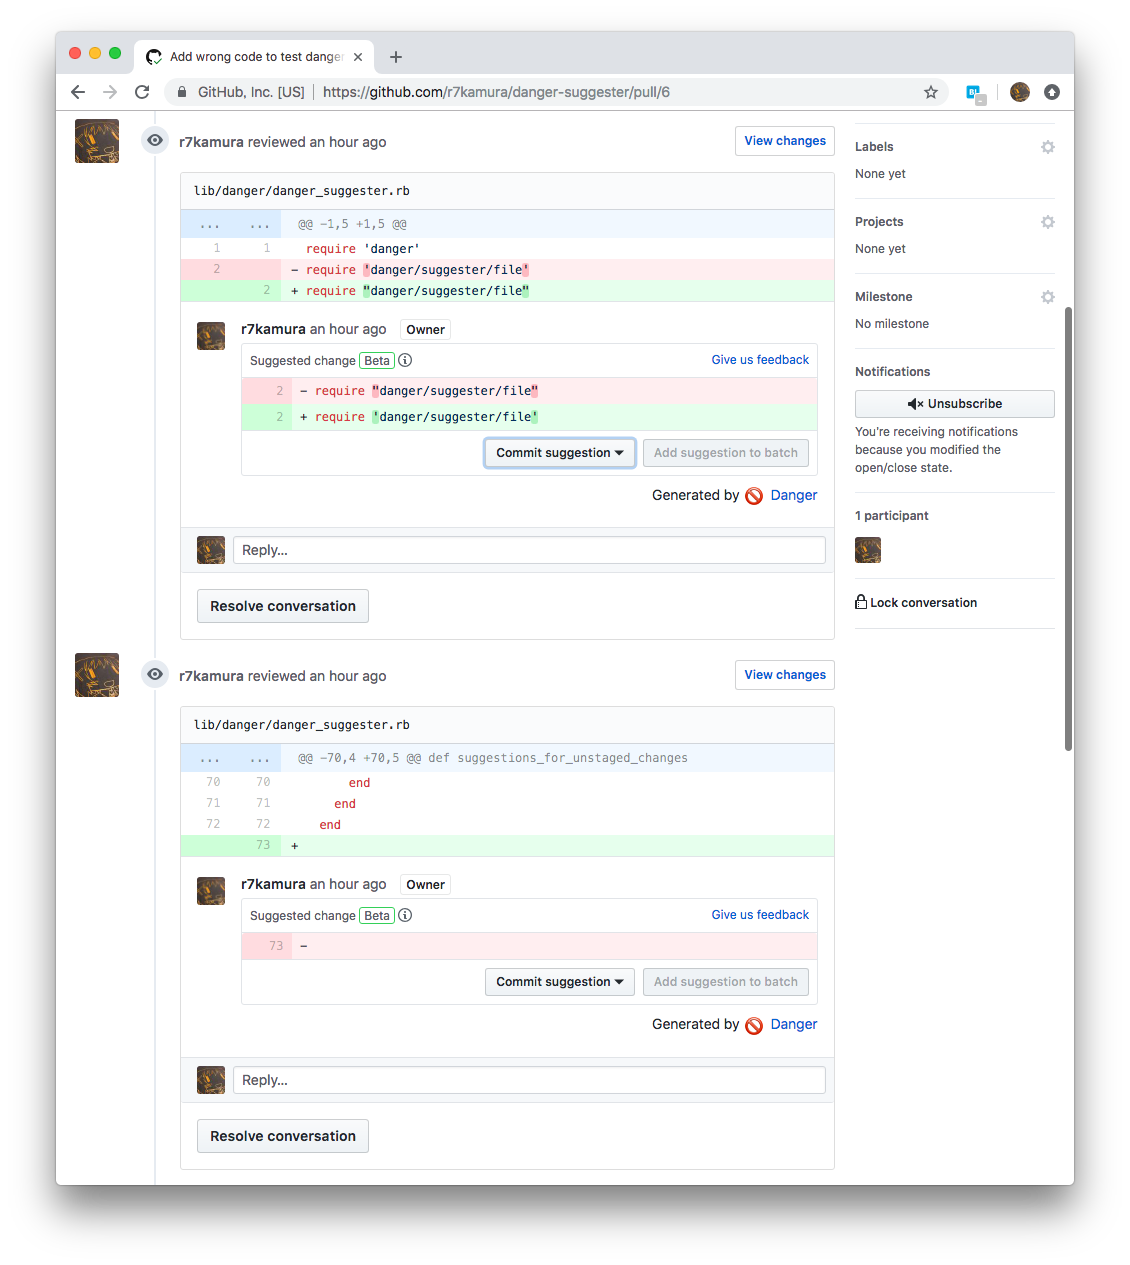 Add wrong code to test danger
GitHub, Inc. [US] | https://github.com/r7kamura/danger-suggester/pull/6
r7kamura reviewed an hour ago
View changes
lib/danger/danger_suggester.rb
... ... @@ -1,5 +1,5 @@
1 1 require 'danger'
2 - require 'danger/suggester/file'
2 + require "danger/suggester/file"
r7kamura an hour ago Owner
Suggested change Beta Give us feedback
2 - require "danger/suggester/file"
2 + require 'danger/suggester/file'
Commit suggestion Add suggestion to batch
Generated by Danger
Reply...
Resolve conversation
r7kamura reviewed an hour ago
View changes
lib/danger/danger_suggester.rb
... ... @@ -70,4 +70,5 @@ def suggestions_for_unstaged_changes
70 70 end
71 71 end
72 72 end
73 +
r7kamura an hour ago Owner
Suggested change Beta Give us feedback
73 -
Commit suggestion Add suggestion to batch
Generated by Danger
Reply...
Resolve conversation
Labels
None yet
Projects
None yet
Milestone
No milestone
Notifications
Unsubscribe
You're receiving notifications
because you modified the
open/close state.
1 participant
Lock conversation